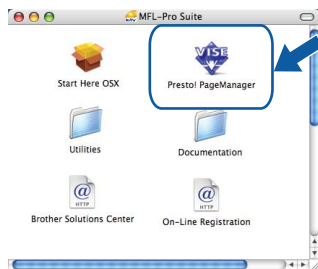 MFL-Pro Suite
VISE
Start Here OSX
Presto! PageManager
Utilities
Documentation
@
HTTP
@
HTTP
Brother Solutions Center
On-Line Registration